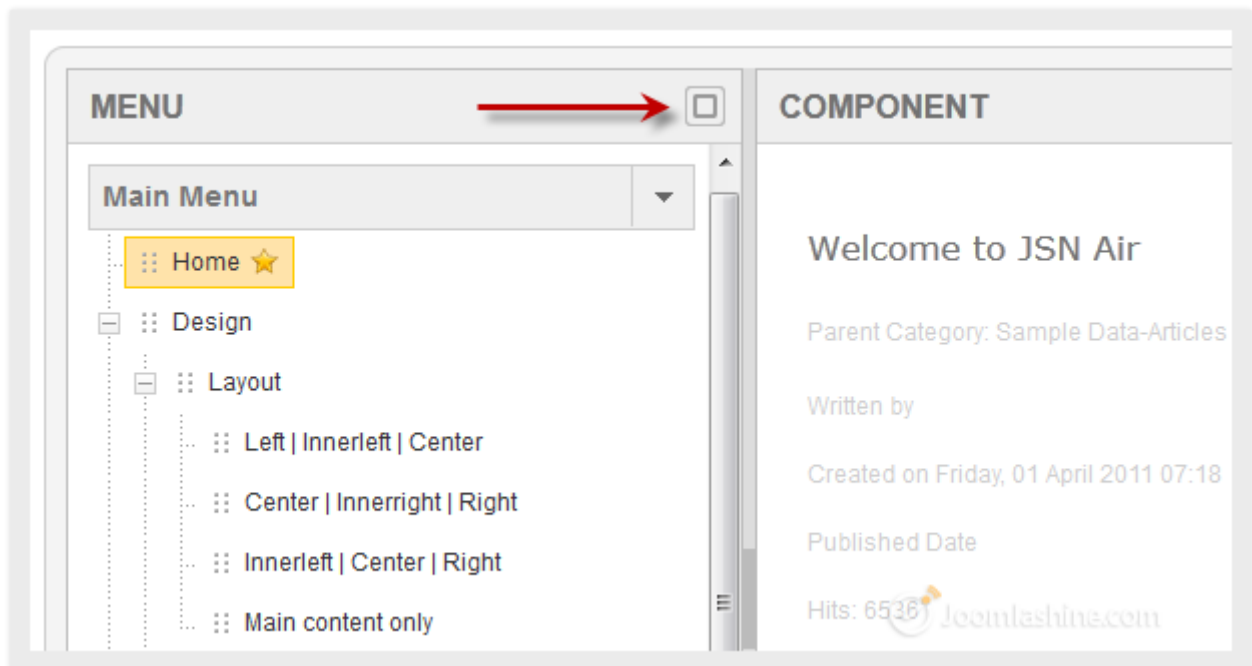 MENU
Main Menu
Home
Design
Layout
Left | Innerleft | Center
Center | Innerright | Right
Innerleft | Center | Right
Main content only
COMPONENT
Welcome to JSN Air
Parent Category: Sample Data-Articles
Written by
Created on Friday, 01 April 2011 07:18
Published Date
Hits: 6536
Joomlashine.com